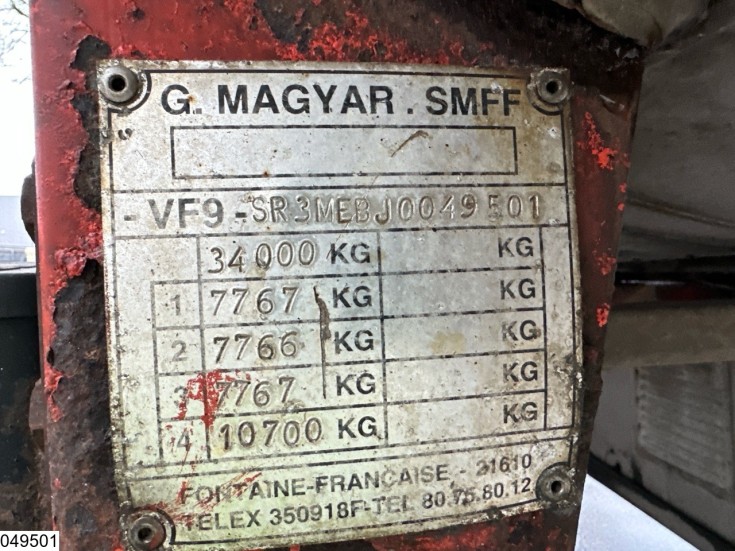 G. MAGYAR . SMFF
- VF9 - SR3MEBJ0049501
34000 KG KG
1 7767 KG KG
2 7766 KG KG
3 7767 KG KG
4 10700 KG KG
FONTAINE-FRANÇAISE - 21610
TELEX 350918F-TEL 80.75.80.12
049501